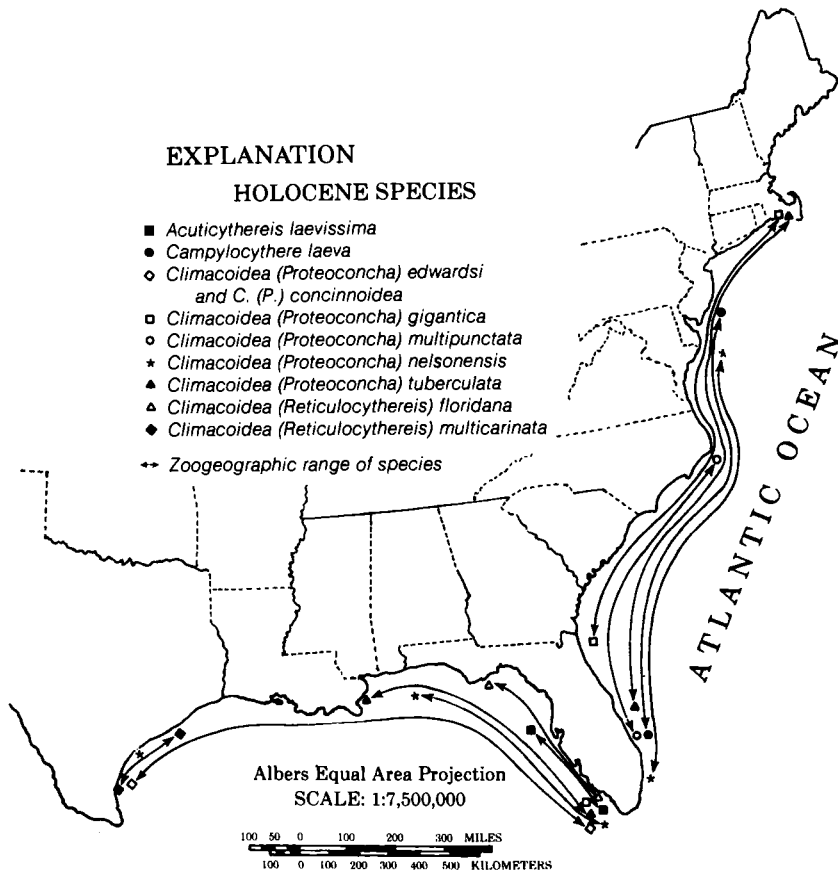 EXPLANATION
HOLOCENE SPECIES
Acuticythereis laevissima
Campylocythere laeva
Climacoidea (Proteoconcha) edwardsi
and C. (P.) concinnoidea
Climacoidea (Proteoconcha) gigantica
Climacoidea (Proteoconcha) multipunctata
Climacoidea (Proteoconcha) nelsonensis
Climacoidea (Proteoconcha) tuberculata
Climacoidea (Reticulocythereis) floridana
Climacoidea (Reticulocythereis) multicarinata
Zoogeographic range of species
ATLANTIC OCEAN
Albers Equal Area Projection
SCALE: 1:7,500,000
100 50 0 100 200 300 MILES
100 0 100 200 300 400 500 KILOMETERS